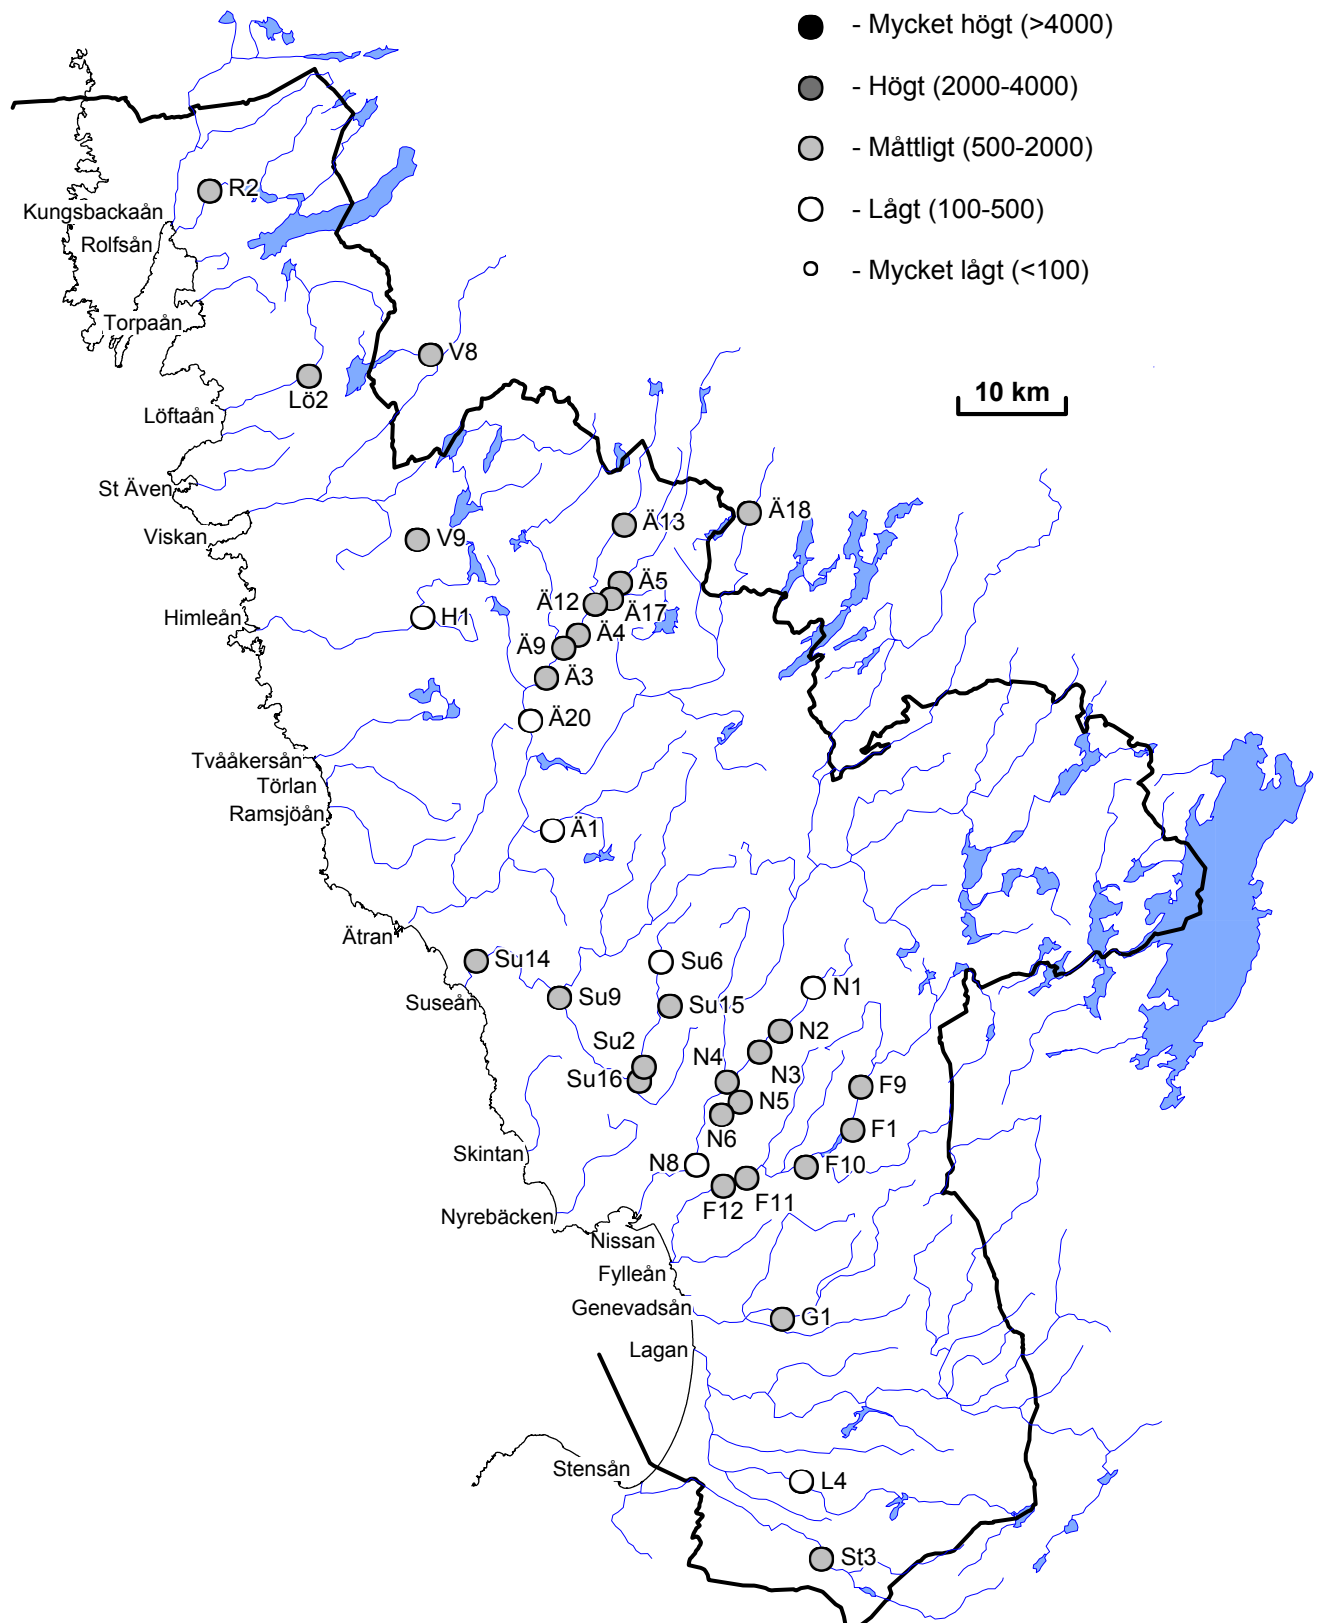 - Mycket högt (>4000)
- Högt (2000-4000)
- Måttligt (500-2000)
- Lågt (100-500)
- Mycket lågt (<100)
10 km
R2
Kungsbackaån
Rolfsån
Torpaån
V8
Lö2
Löftaån
St Även
Viskan
V9
Ä13
Ä18
Ä5
Ä12
Ä17
Himleån
H1
Ä4
Ä9
Ä3
Ä20
Tvååkersån
Törlan
Ramsjöån
Ä1
Ätran
Su14
Su6
Su9
N1
Suseån
Su15
N2
Su2
N3
N4
Su16
F9
N5
N6
F1
Skintan
N8
F10
F11
F12
Nyrebäcken
Nissan
Fylleån
Genevadsån
G1
Lagan
Stensån
L4
St3